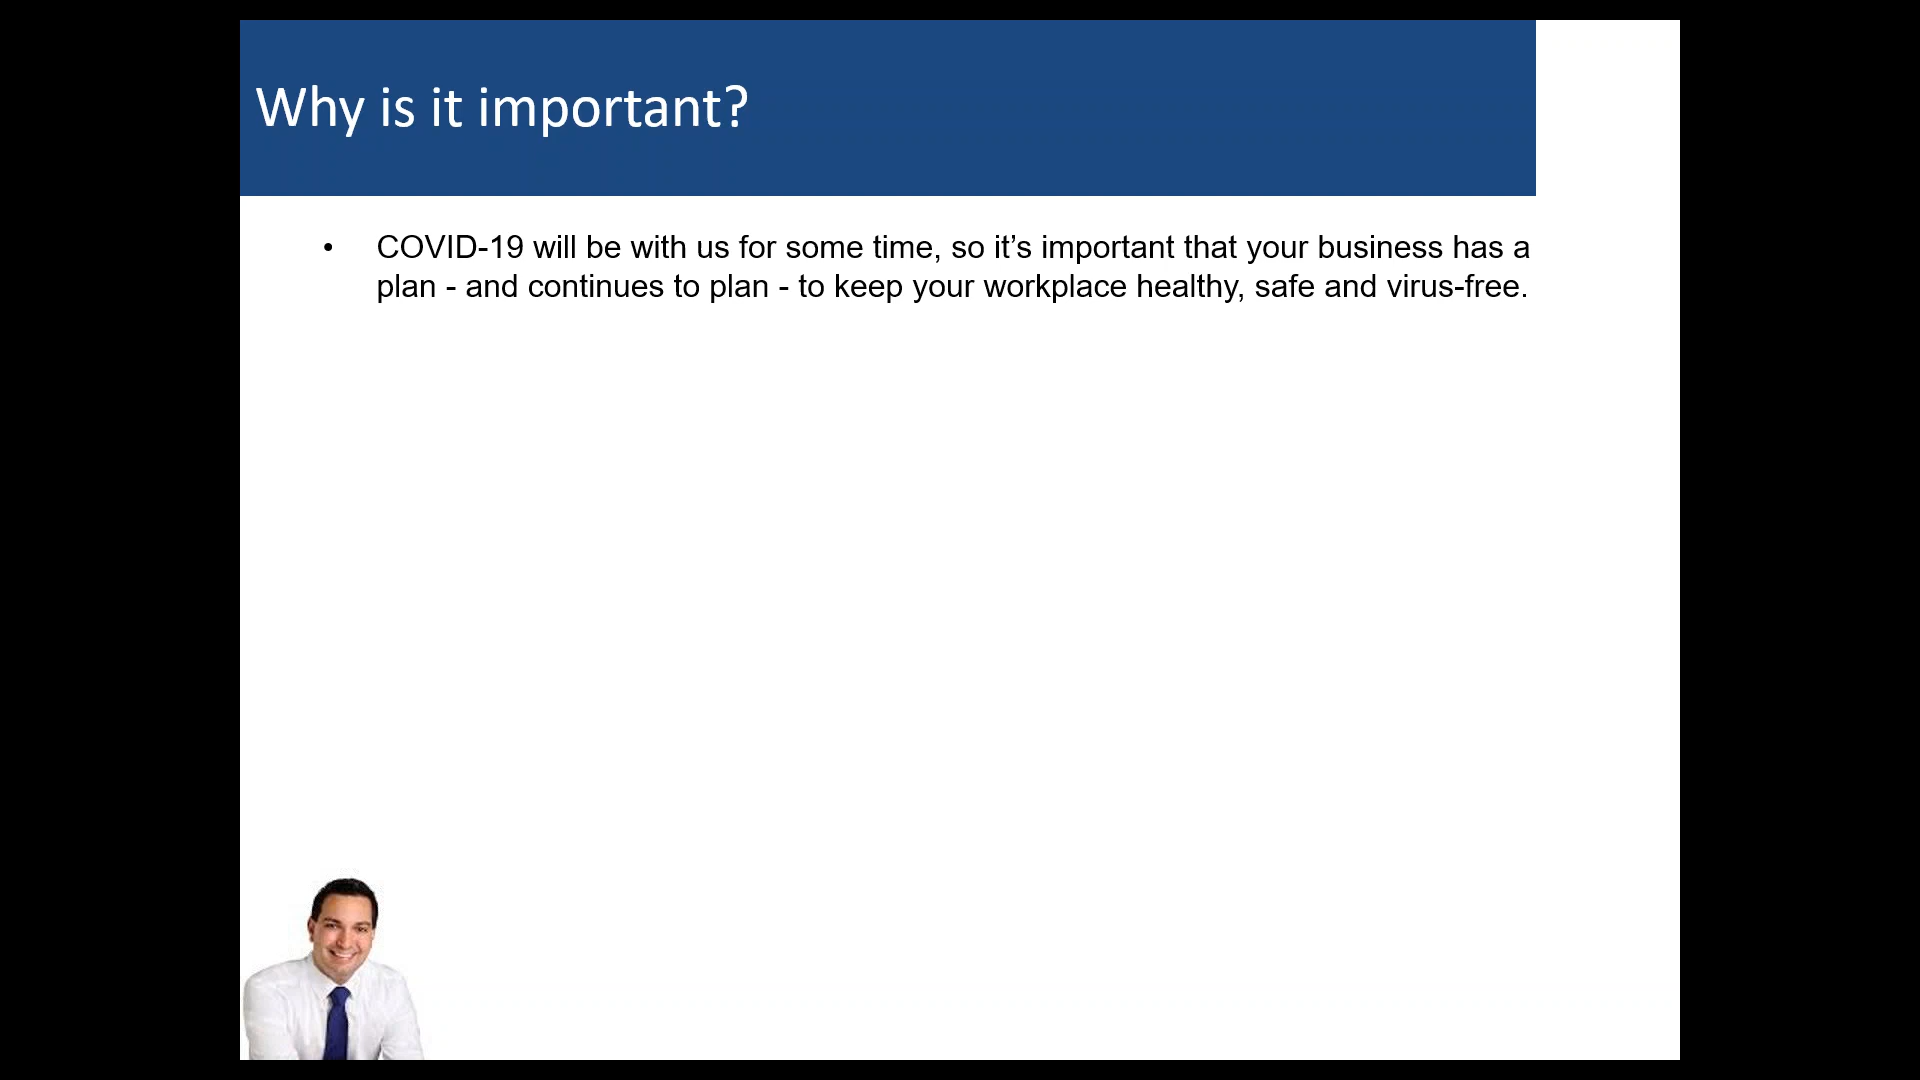 Why is it important?
• COVID-19 will be with us for some time, so it’s important that your business has a
plan - and continues to plan - to keep your workplace healthy, safe and virus-free.